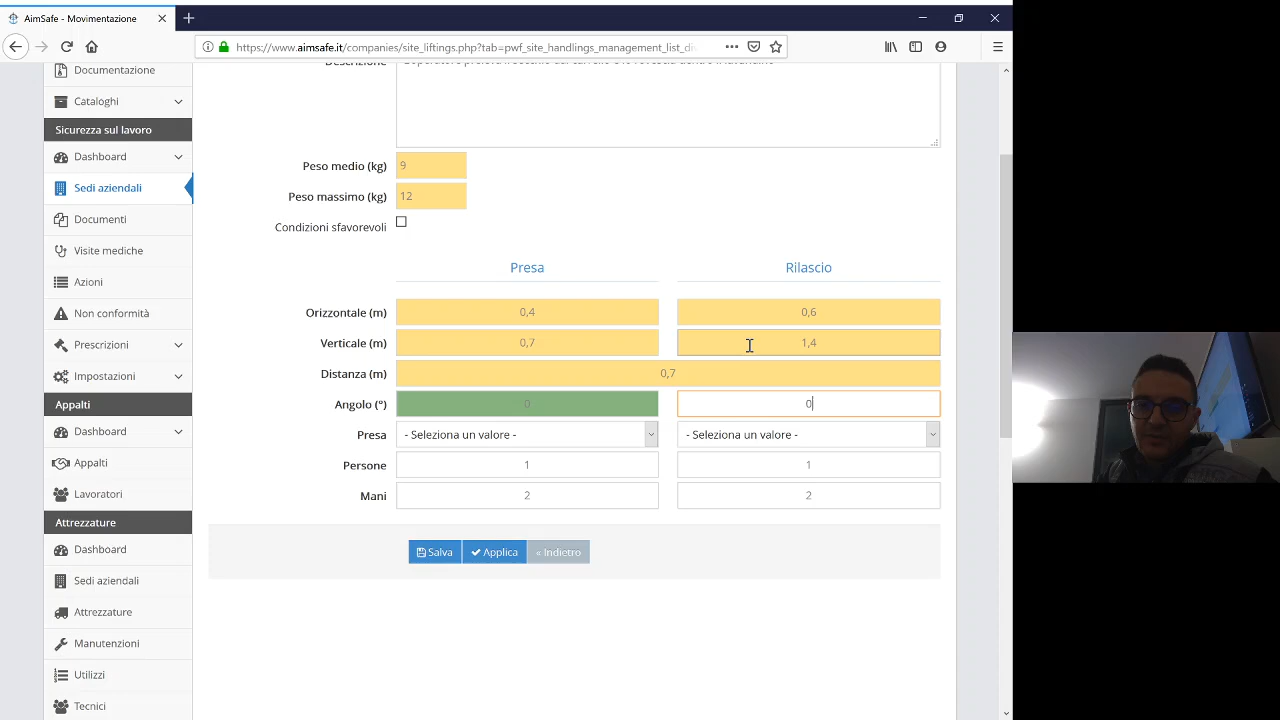 AimSafe - Movimentazione
https://www.aimsafe.it/companies/site_liftings.php?tab=pwf_site_handlings_management_list_dis
Documentazione
Cataloghi
Sicurezza sul lavoro
Dashboard
Sedi aziendali
Documenti
Visite mediche
Azioni
Non conformità
Prescrizioni
Impostazioni
Appalti
Dashboard
Appalti
Lavoratori
Attrezzature
Dashboard
Sedi aziendali
Attrezzature
Manutenzioni
Utilizzi
Tecnici
Descrizione
Peso medio (kg) 9
Peso massimo (kg) 12
Condizioni sfavorevoli
Presa Rilascio
Orizzontale (m) 0,4 0,6
Verticale (m) 0,7 1,4
Distanza (m) 0,7
Angolo (°) 0 0
Presa - Seleziona un valore - - Seleziona un valore -
Persone 1 1
Mani 2 2
Salva Applica « Indietro